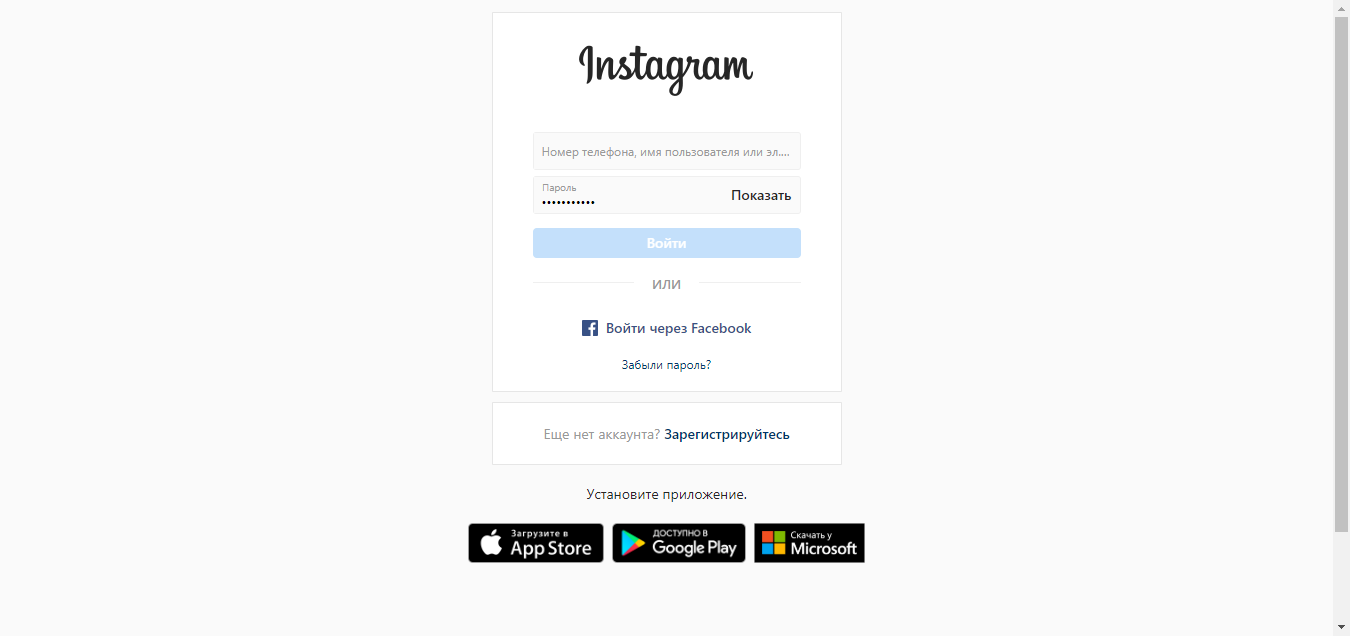 Instagram
Номер телефона, имя пользователя или эл....
Пароль
••••••••••• Показать
Войти
ИЛИ
Войти через Facebook
Забыли пароль?
Еще нет аккаунта? Зарегистрируйтесь
Установите приложение.
Загрузите в
App Store
ДОСТУПНО В
Google Play
Скачать у
Microsoft